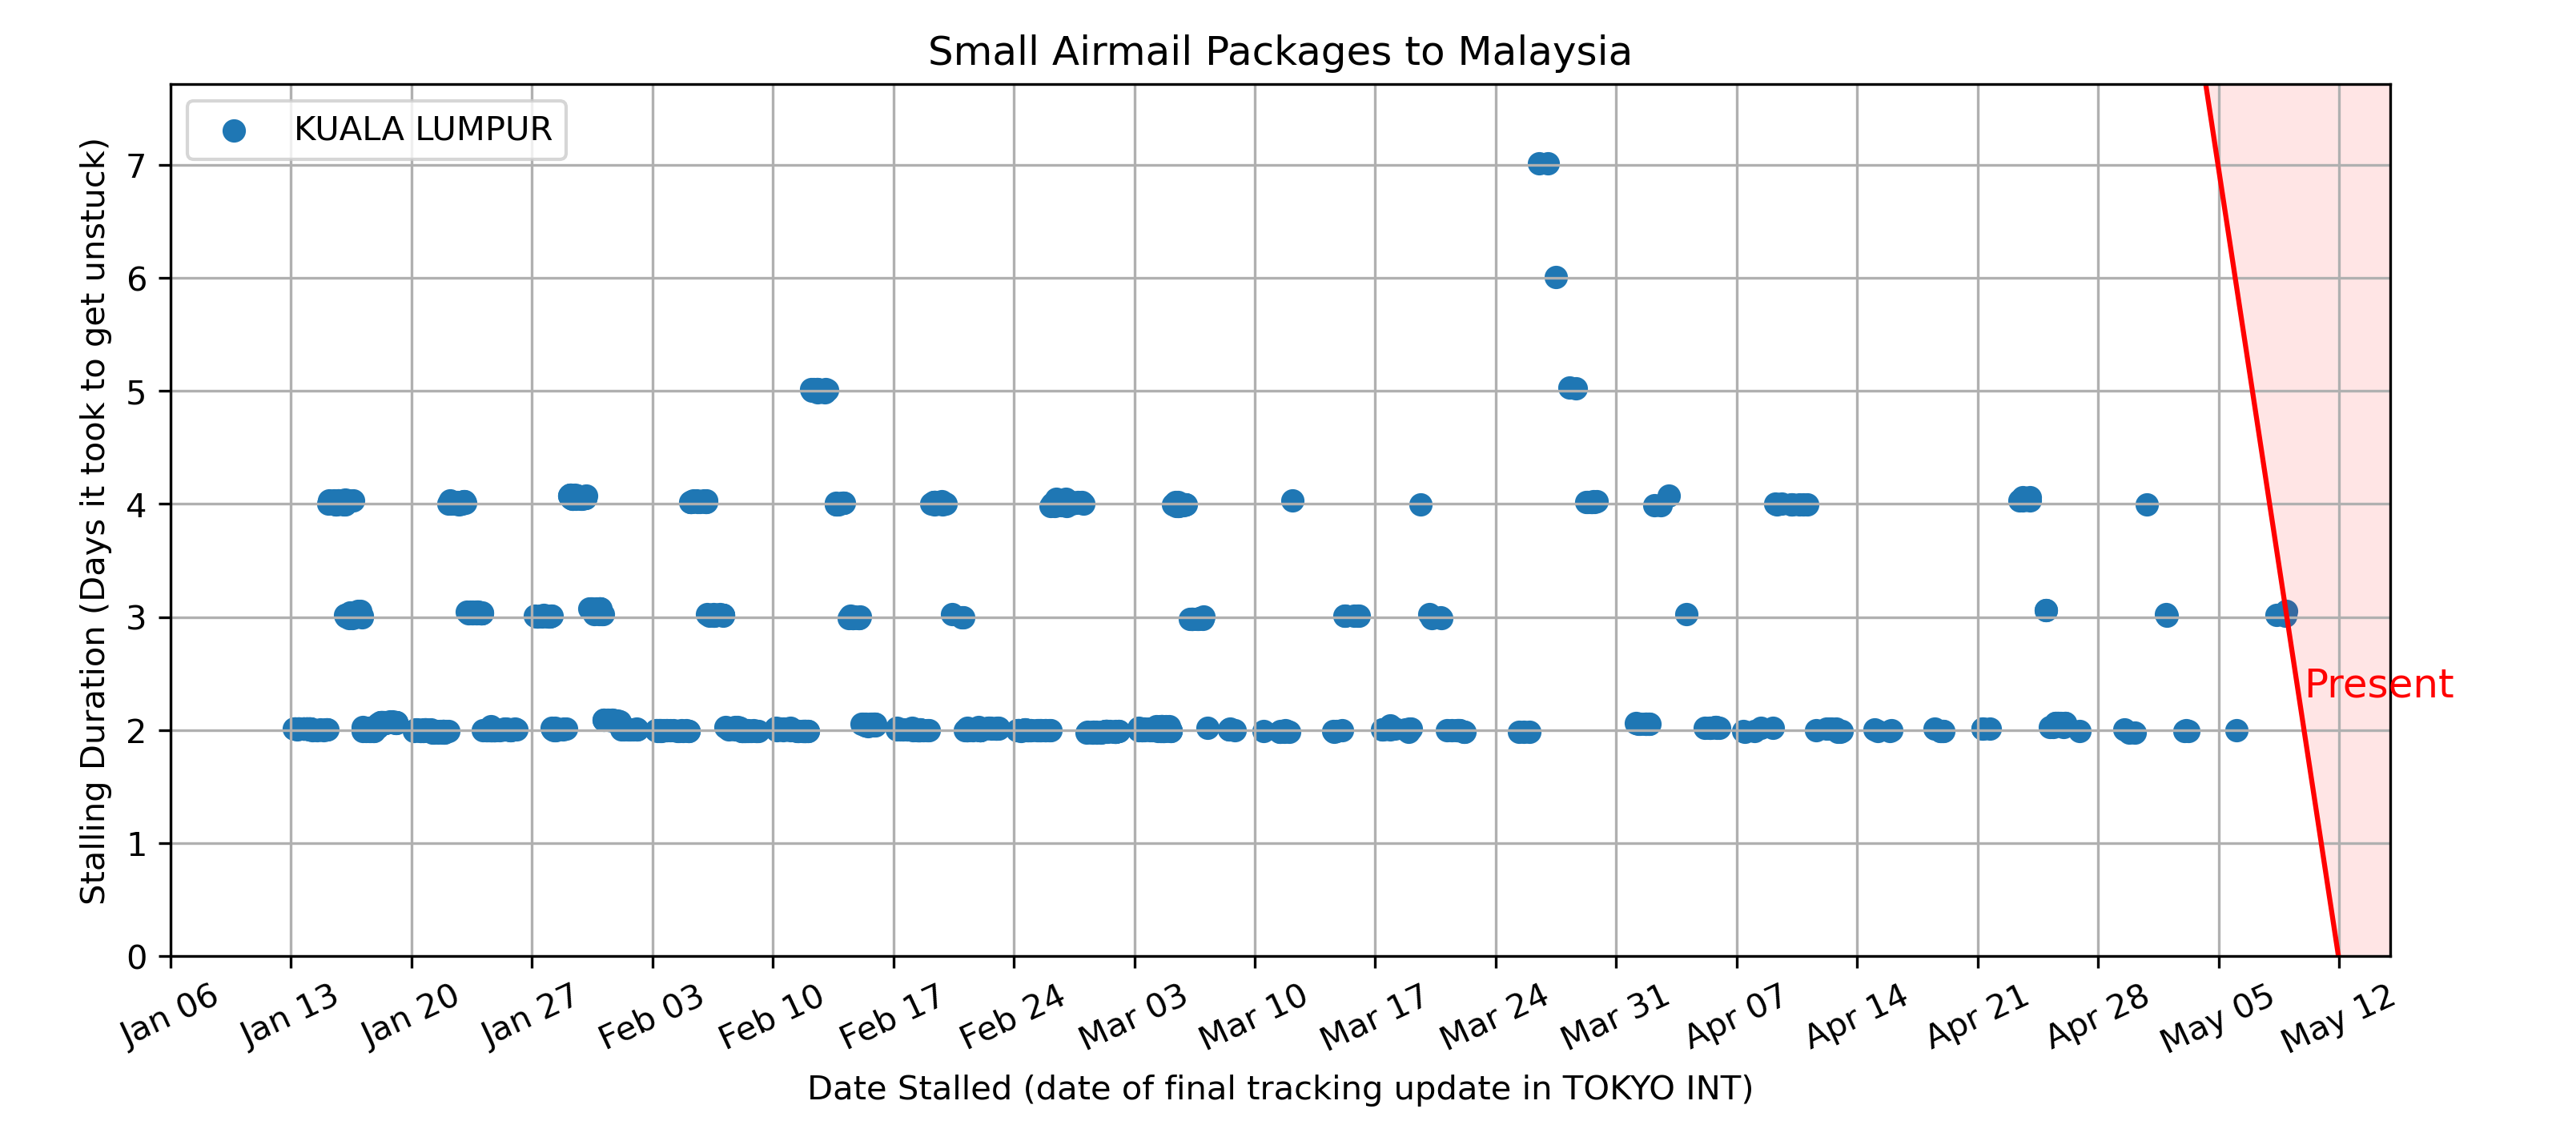 Small Airmail Packages to Malaysia
KUALA LUMPUR
Stalling Duration (Days it took to get unstuck)
7
6
5
4
3
2
1
0
Present
Jan 06 Jan 13 Jan 20 Jan 27 Feb 03 Feb 10 Feb 17 Feb 24 Mar 03 Mar 10 Mar 17 Mar 24 Mar 31 Apr 07 Apr 14 Apr 21 Apr 28 May 05 May 12
Date Stalled (date of final tracking update in TOKYO INT)